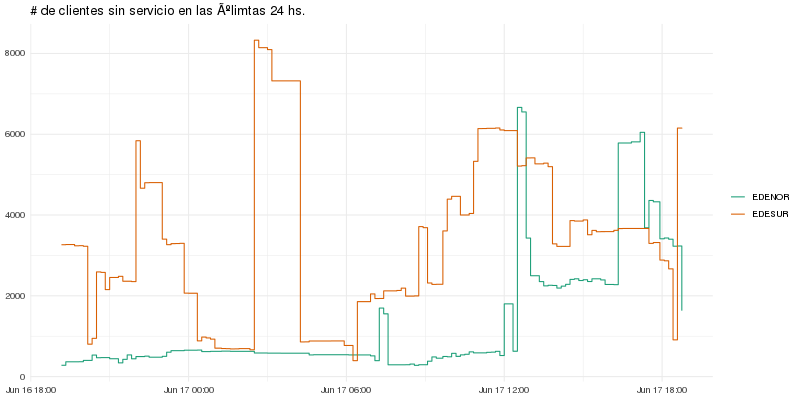 # de clientes sin servicio en las Ãºlimtas 24 hs.
8000
6000
4000
2000
0
Jun 16 18:00 Jun 17 00:00 Jun 17 06:00 Jun 17 12:00 Jun 17 18:00
EDENOR
EDESUR